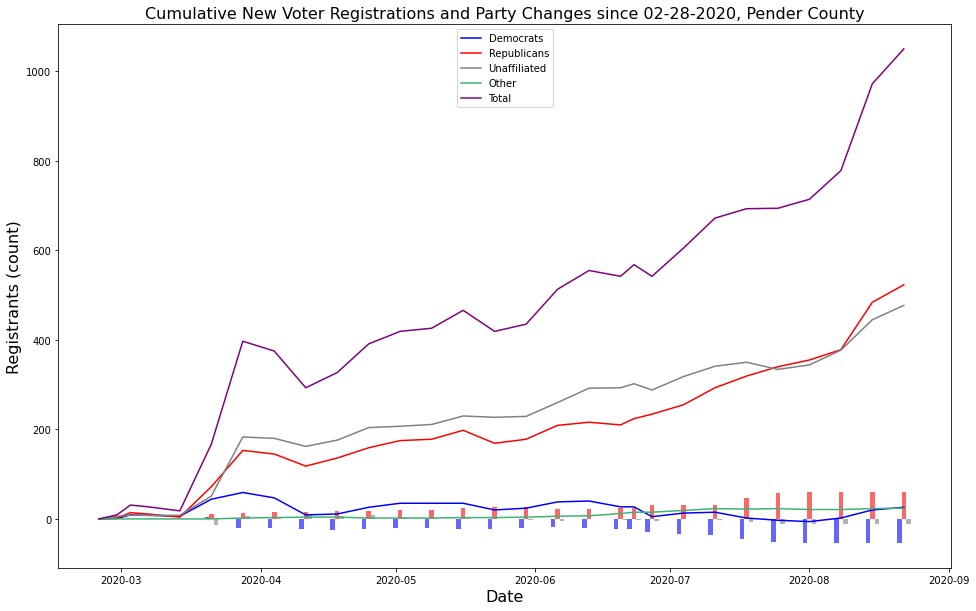 Cumulative New Voter Registrations and Party Changes since 02-28-2020, Pender County
Democrats
Republicans
Unaffiliated
Other
Total
Registrants (count)
1000
800
600
400
200
0
2020-03
2020-04
2020-05
2020-06
2020-07
2020-08
2020-09
Date